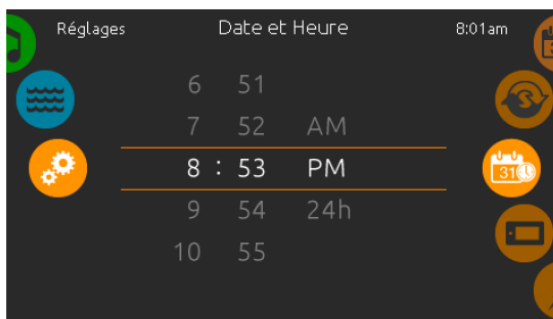 Réglages Date et Heure 8:01am
6 51
7 52 AM
8 : 53 PM
9 54 24h
10 55
31